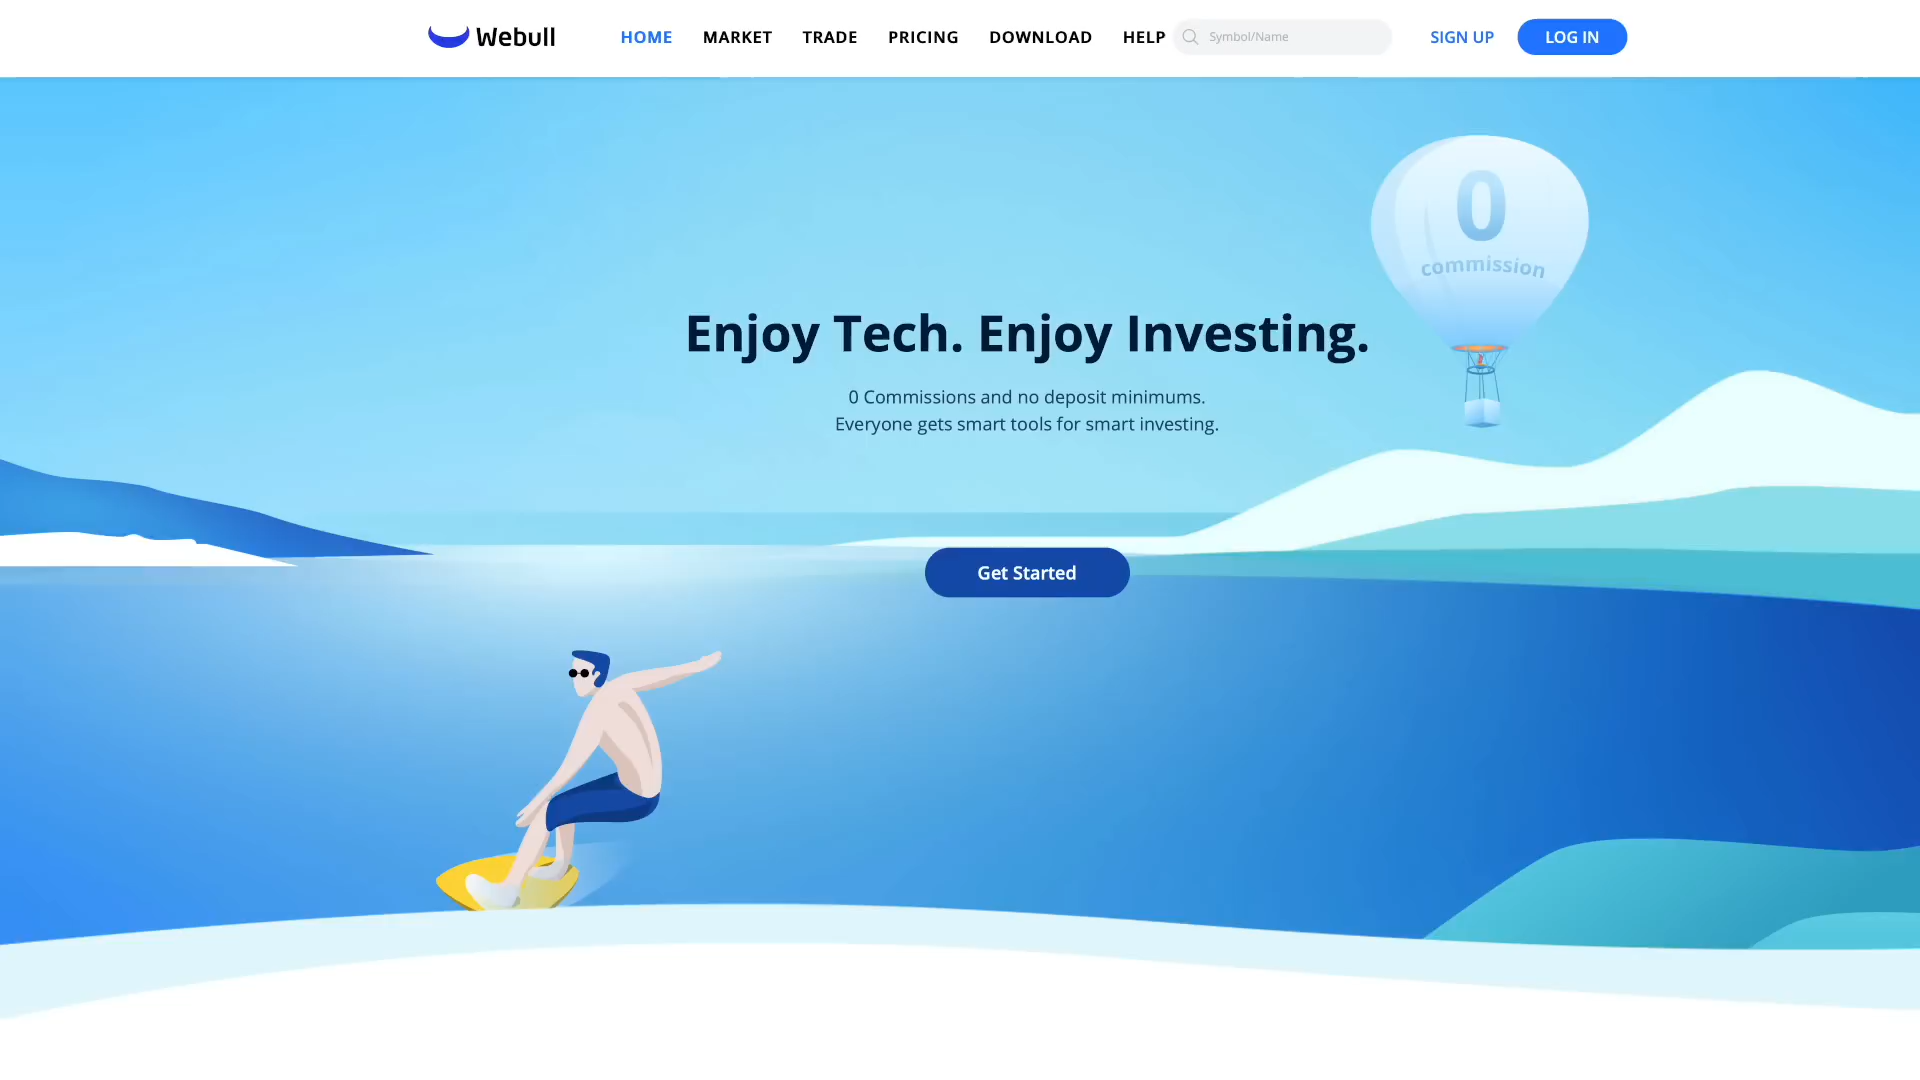 Webull
HOME MARKET TRADE PRICING DOWNLOAD HELP Symbol/Name SIGN UP LOG IN
0
commission
Enjoy Tech. Enjoy Investing.
0 Commissions and no deposit minimums.
Everyone gets smart tools for smart investing.
Get Started